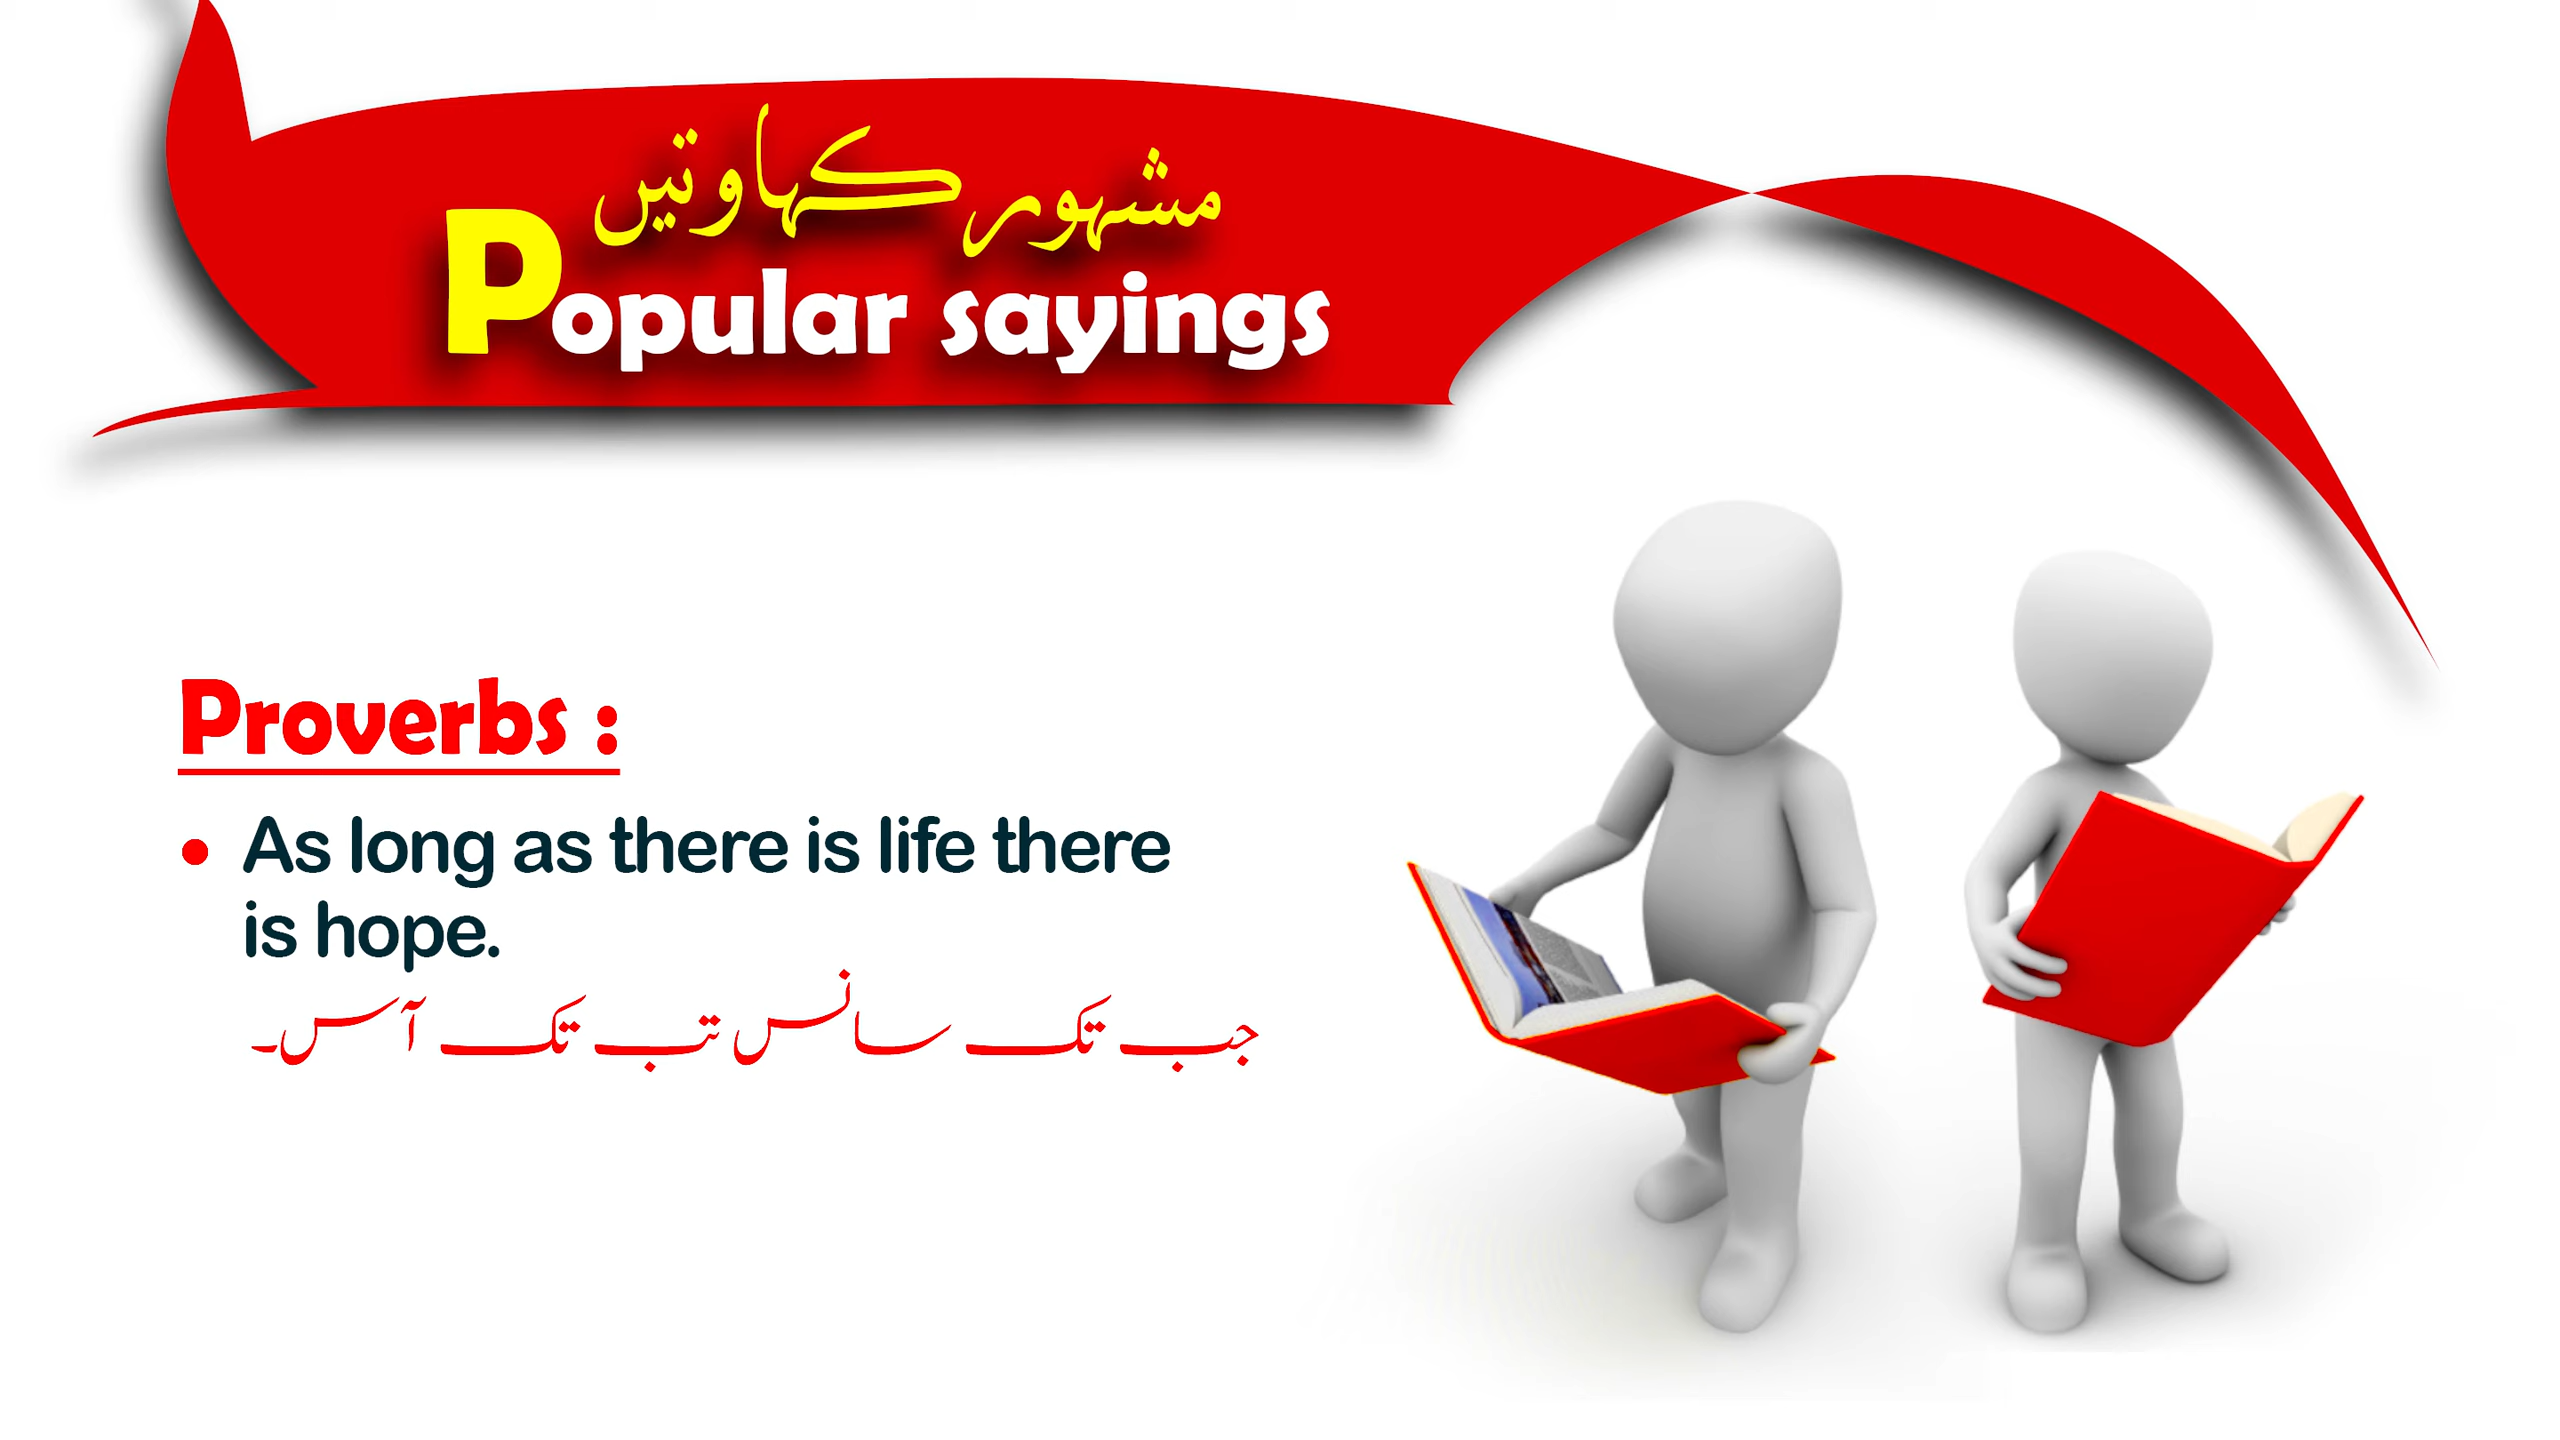 مشہور کہاوتیں
Popular sayings
Proverbs :
• As long as there is life there
is hope.
جب تک سانس تب تک آس۔